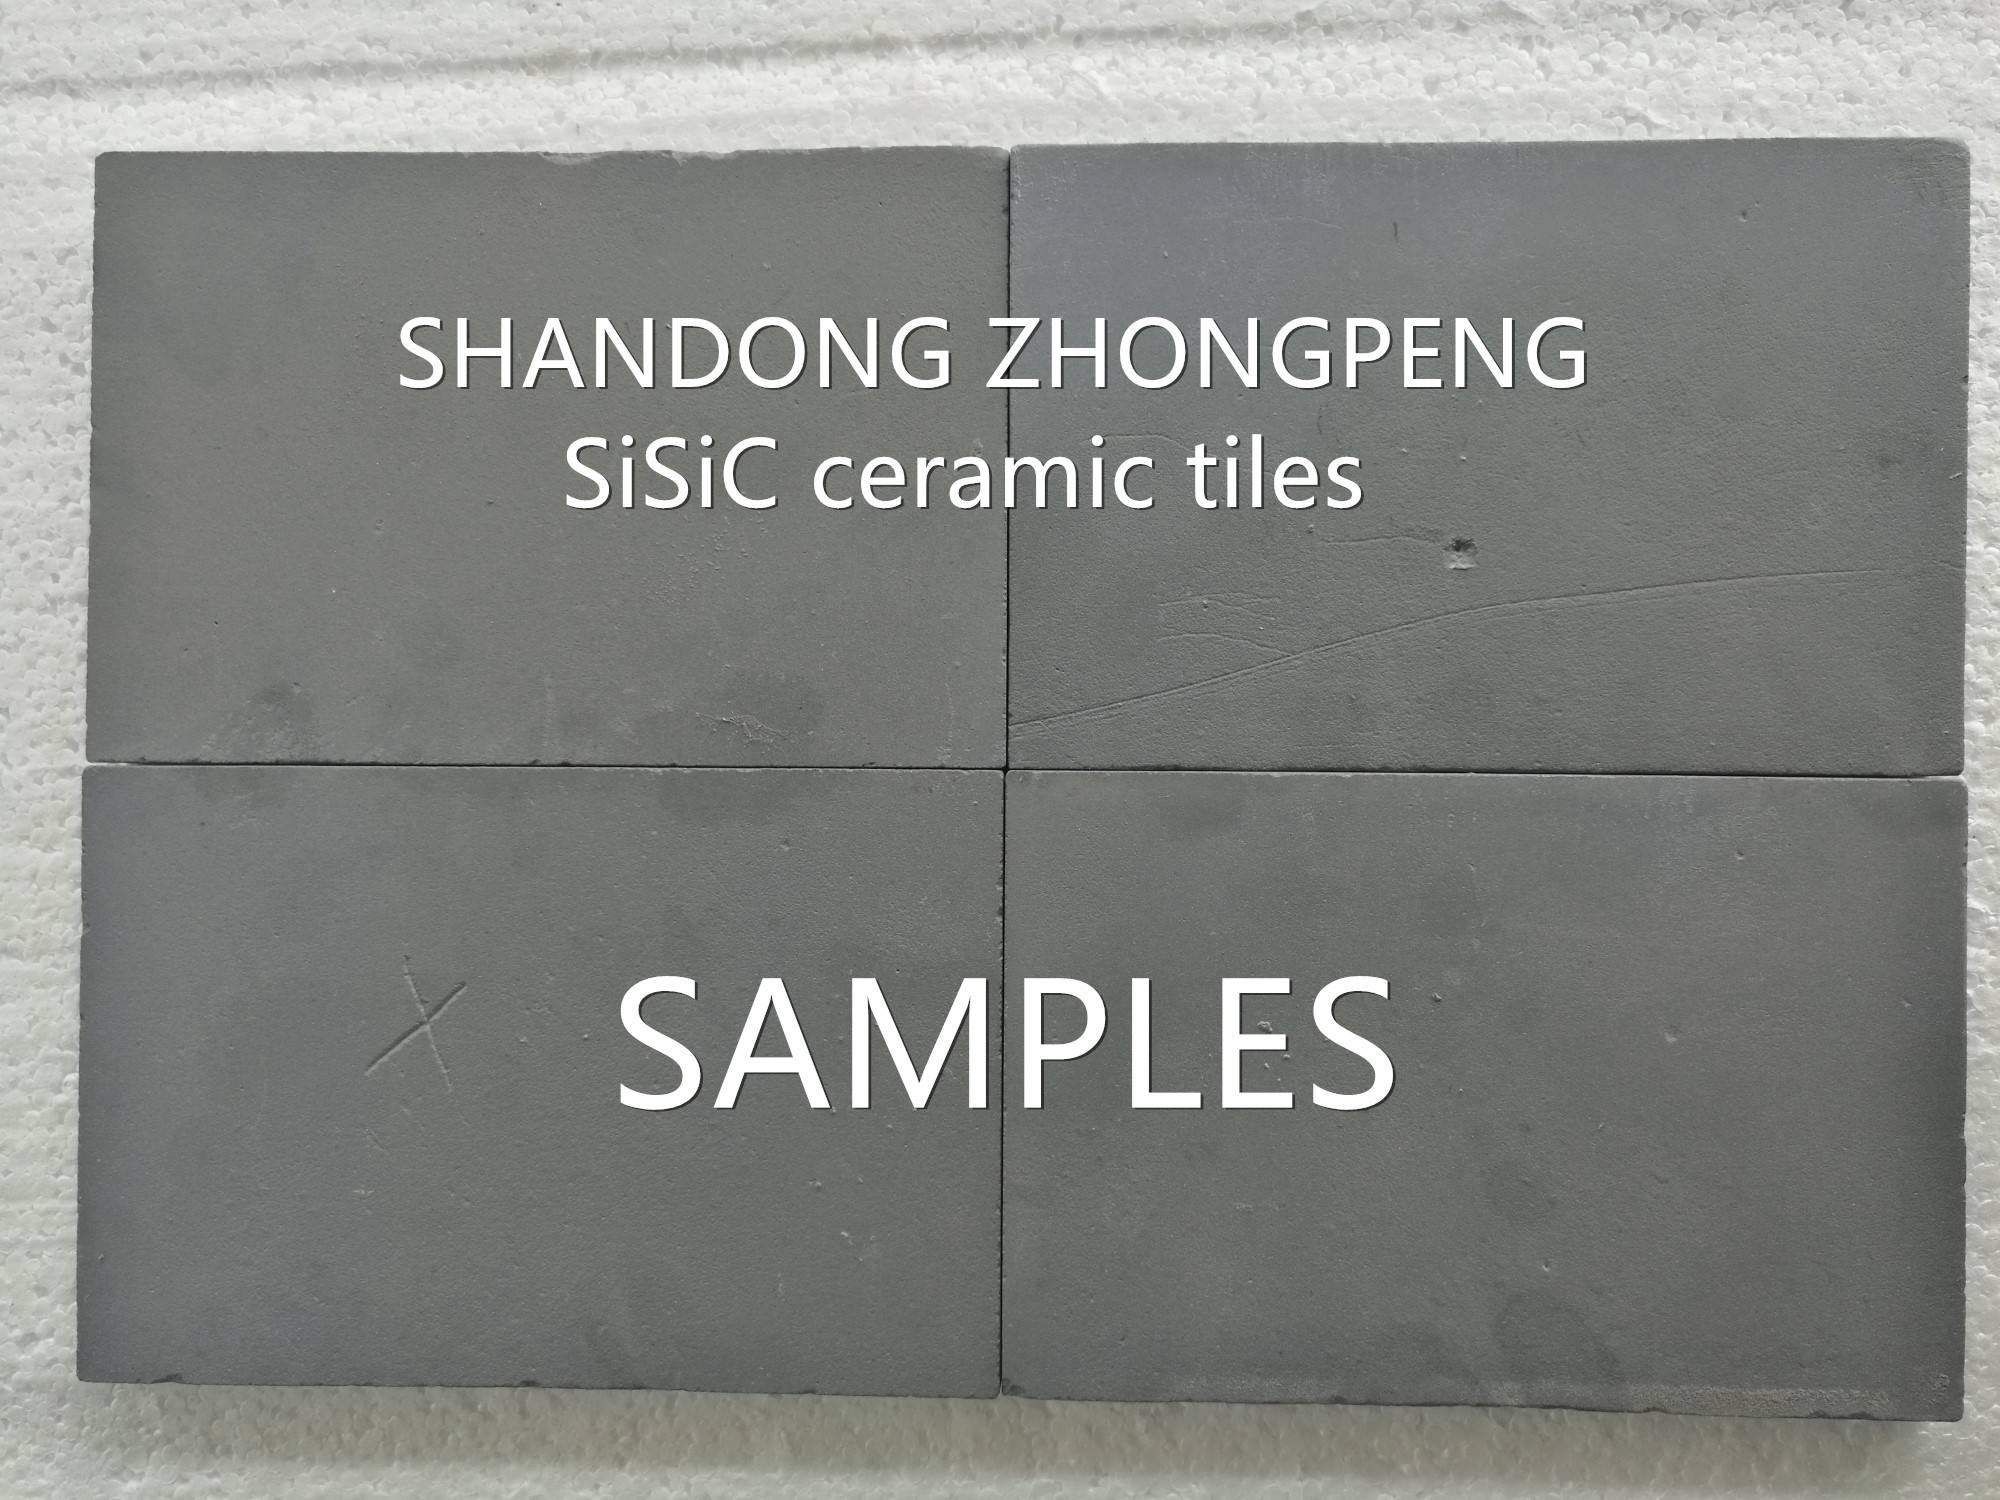 SHANDONG ZHONGPENG
SiSiC ceramic tiles
SAMPLES